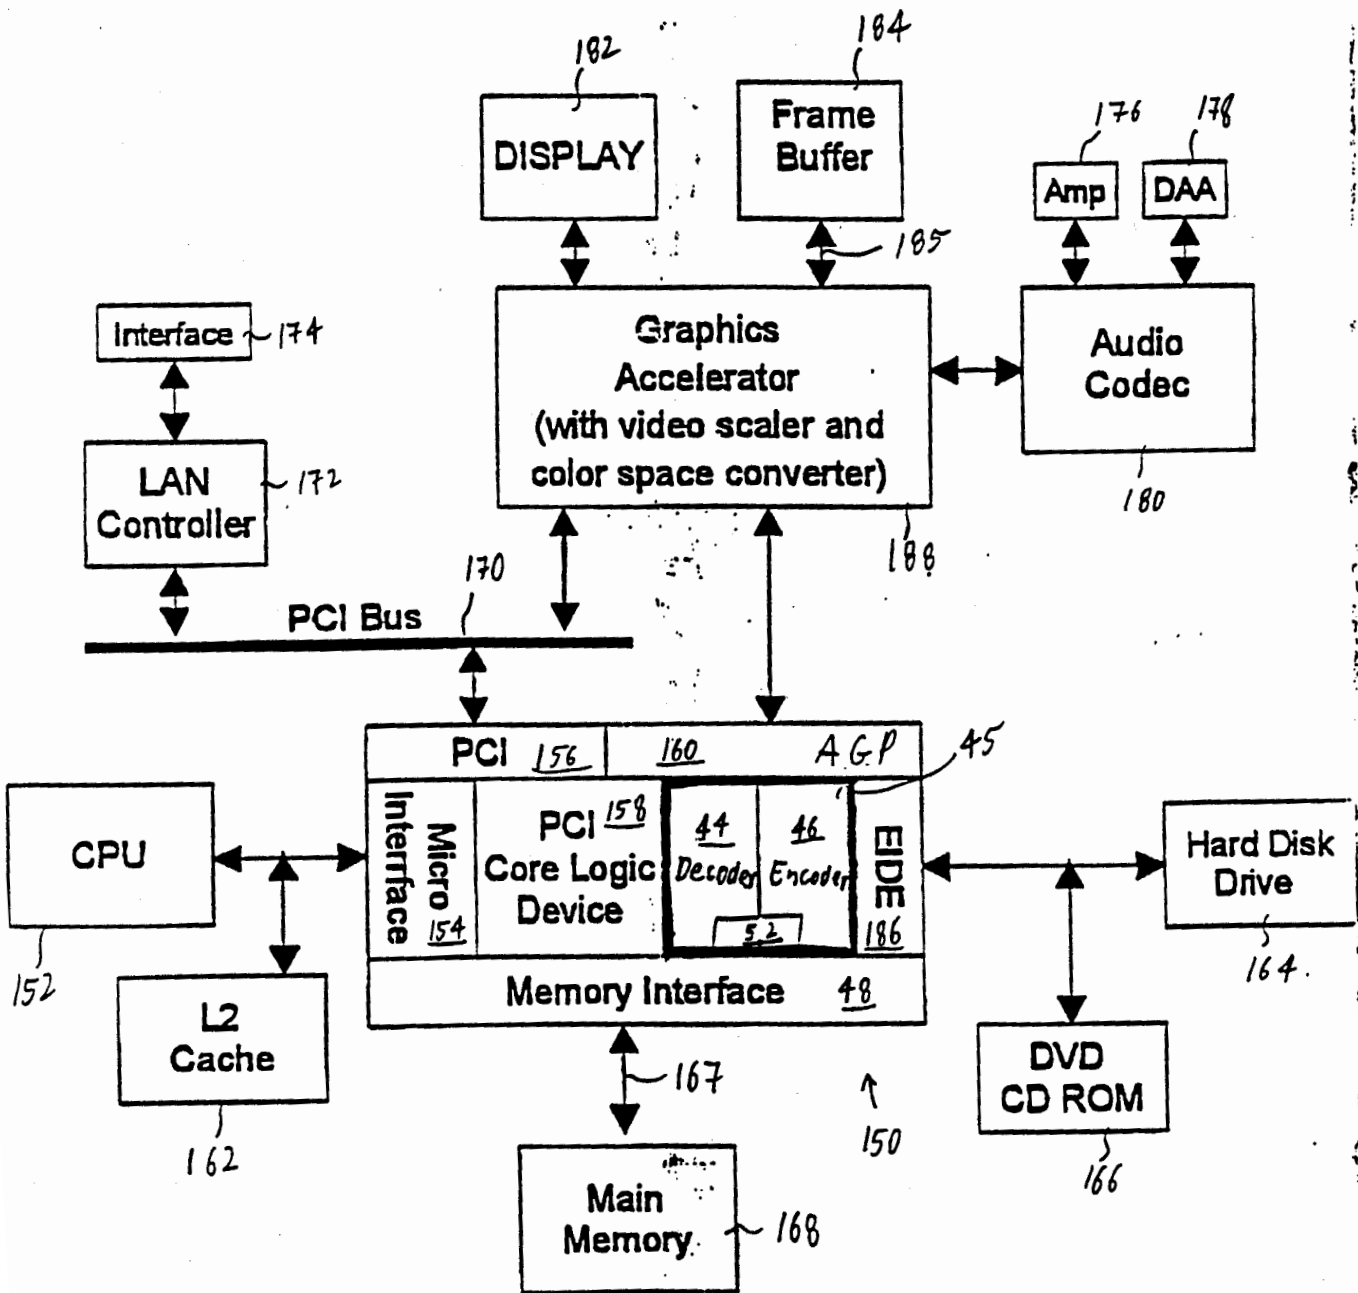 182
184
DISPLAY
Frame
Buffer
176
178
Amp
DAA
185
Interface
174
Graphics
Accelerator
(with video scaler and
color space converter)
Audio
Codec
LAN
Controller
172
180
188
170
PCI Bus
PCI
156
160
A.G.P
45
CPU
Micro
Interrface
154
PCI
158
Core Logic
Device
44
Decoder
46
Encoder
52
EIDE
186
Hard Disk
Drive
152
164.
L2
Cache
Memory Interface
48
DVD
CD ROM
167
150
162
166
Main
Memory
168